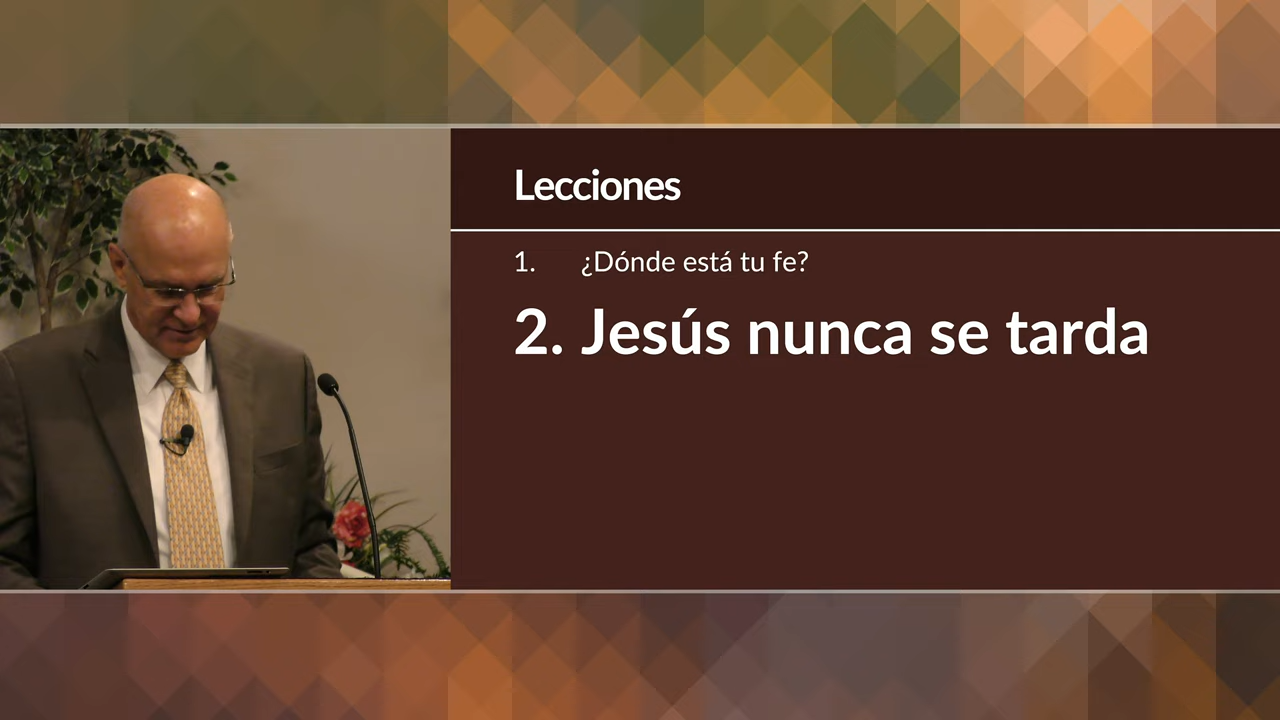 Lecciones
1. ¿Dónde está tu fe?
2. Jesús nunca se tarda